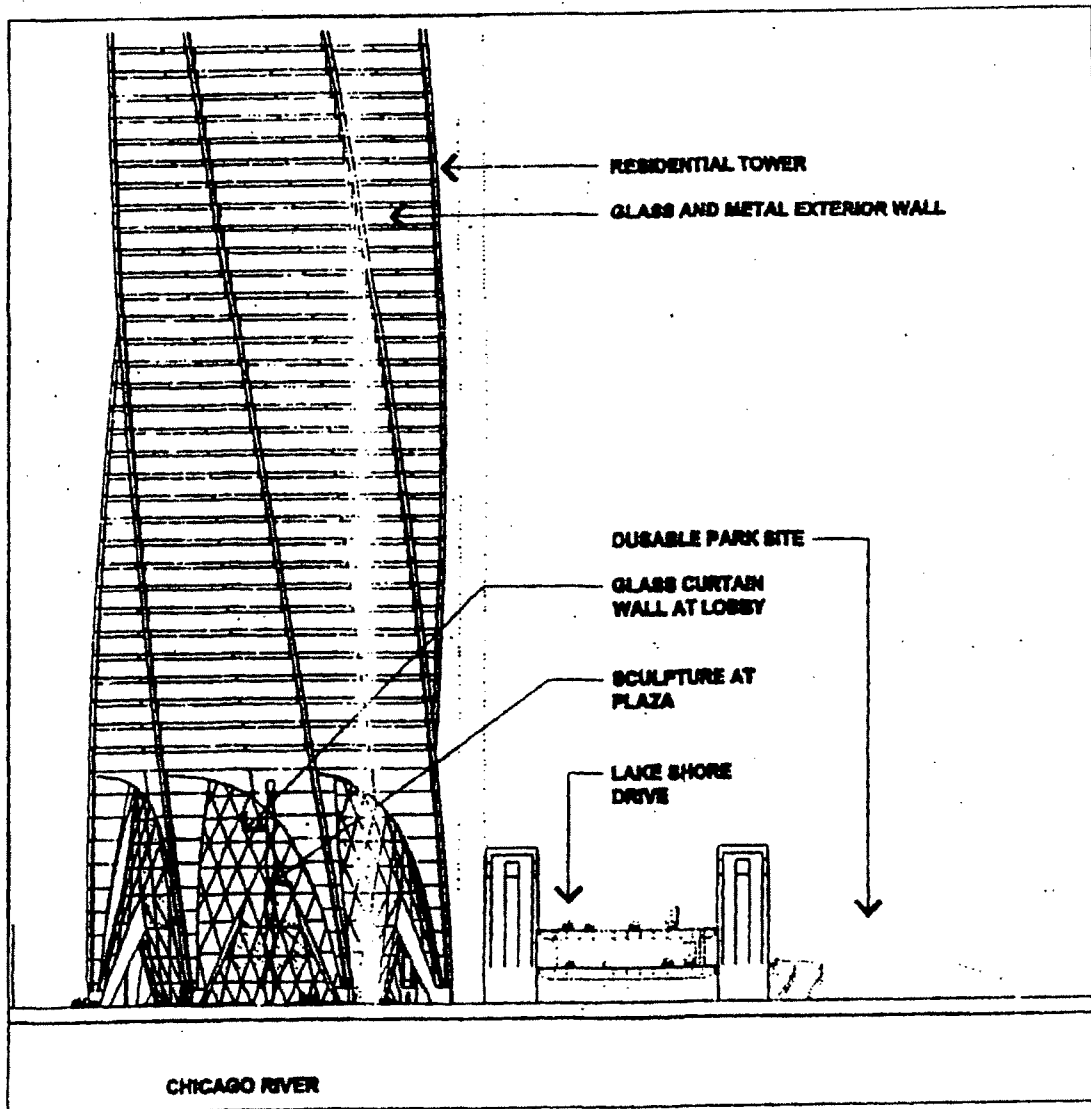 RESIDENTIAL TOWER
GLASS AND METAL EXTERIOR WALL
DUSABLE PARK SITE
GLASS CURTAIN
WALL AT LOBBY
SCULPTURE AT
PLAZA
LAKE SHORE
DRIVE
CHICAGO RIVER